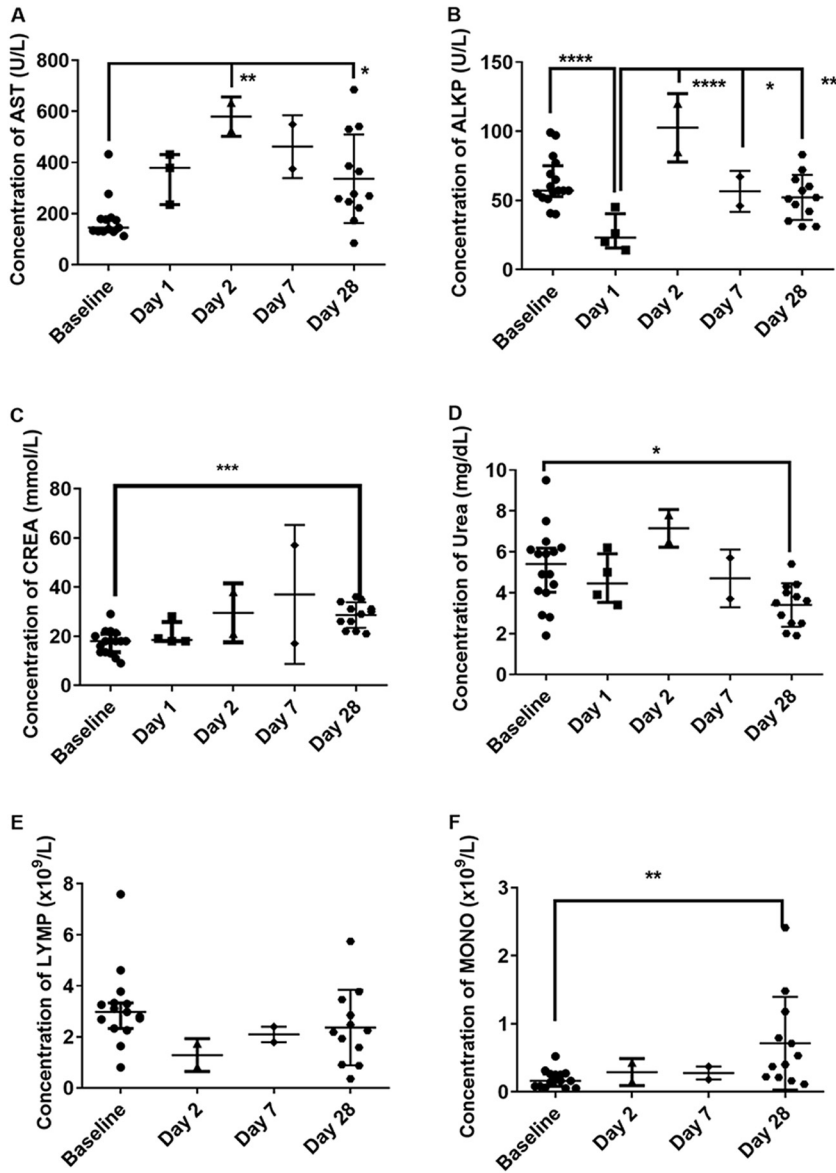 A
Concentration of AST (U/L)
800
600
400
200
0
**
*
Baseline
Day 1
Day 2
Day 7
Day 28
B
Concentration of ALKP (U/L)
150
100
50
0
****
****
*
**
Baseline
Day 1
Day 2
Day 7
Day 28
C
Concentration of CREA (mmol/L)
80
60
40
20
0
***
Baseline
Day 1
Day 2
Day 7
Day 28
D
Concentration of Urea (mg/dL)
10
8
6
4
2
0
*
Baseline
Day 1
Day 2
Day 7
Day 28
E
Concentration of LYMP (x10⁹/L)
8
6
4
2
0
Baseline
Day 2
Day 7
Day 28
F
Concentration of MONO (x10⁹/L)
3
2
1
0
**
Baseline
Day 2
Day 7
Day 28